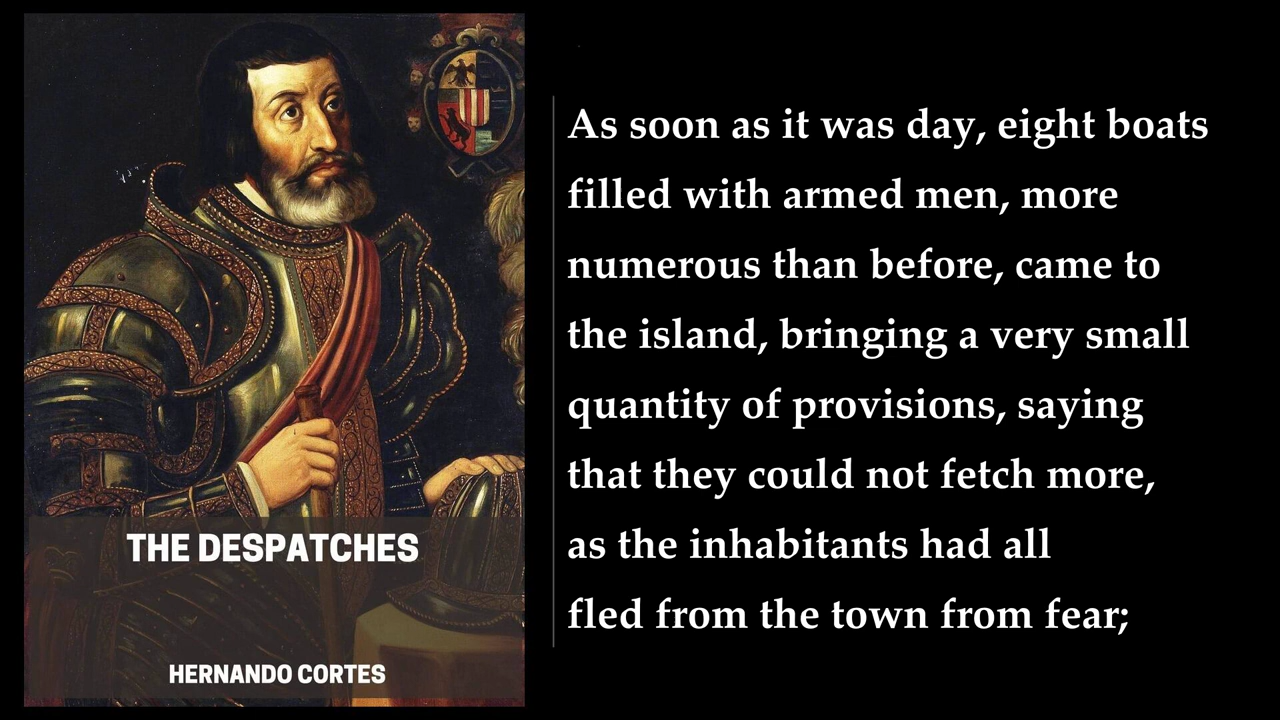 THE DESPATCHES
HERNANDO CORTES
As soon as it was day, eight boats
filled with armed men, more
numerous than before, came to
the island, bringing a very small
quantity of provisions, saying
that they could not fetch more,
as the inhabitants had all
fled from the town from fear;